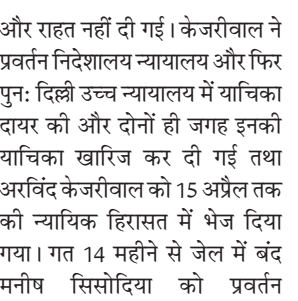 और राहत नहीं दी गई। केजरीवाल ने
प्रवर्तन निदेशालय न्यायालय और फिर
पुन: दिल्ली उच्च न्यायालय में याचिका
दायर की और दोनों ही जगह इनकी
याचिका खारिज कर दी गई तथा
अरविंद केजरीवाल को 15 अप्रैल तक
की न्यायिक हिरासत में भेज दिया
गया। गत 14 महीने से जेल में बंद
मनीष सिसोदिया को प्रवर्तन